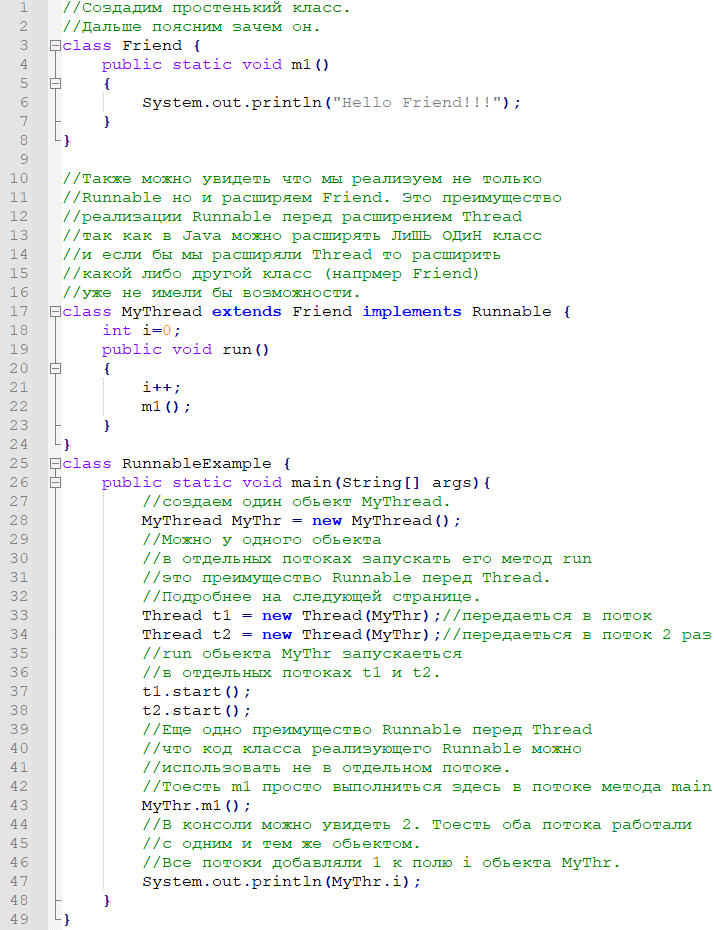 1 //Создадим простенький класс.
2 //Дальше поясним зачем он.
3 class Friend {
4 public static void m1()
5 {
6 System.out.println("Hello Friend!!!");
7 }
8 }
9
10 //Также можно увидеть что мы реализуем не только
11 //Runnable но и расширяем Friend. Это преимущество
12 //реализации Runnable перед расширением Thread
13 //так как в Java можно расширять ЛиШЬ ОДиН класс
14 //и если бы мы расширяли Thread то расширить
15 //какой либо другой класс (напрмер Friend)
16 //уже не имели бы возможности.
17 class MyThread extends Friend implements Runnable {
18 int i=0;
19 public void run()
20 {
21 i++;
22 m1();
23 }
24 }
25 class RunnableExample {
26 public static void main(String[] args){
27 //создаем один обьект MyThread.
28 MyThread MyThr = new MyThread();
29 //Можно у одного обьекта
30 //в отдельных потоках запускать его метод run
31 //это преимущество Runnable перед Thread.
32 //Подробнее на следующей странице.
33 Thread t1 = new Thread(MyThr);//передаеться в поток
34 Thread t2 = new Thread(MyThr);//передаеться в поток 2 раз
35 //run обьекта MyThr запускаеться
36 //в отдельных потоках t1 и t2.
37 t1.start();
38 t2.start();
39 //Еще одно преимущество Runnable перед Thread
40 //что код класса реализующего Runnable можно
41 //использовать не в отдельном потоке.
42 //Тоесть m1 просто выполниться здесь в потоке метода main
43 MyThr.m1();
44 //В консоли можно увидеть 2. Тоесть оба потока работали
45 //с одним и тем же обьектом.
46 //Все потоки добавляли 1 к полю i обьекта MyThr.
47 System.out.println(MyThr.i);
48 }
49 }